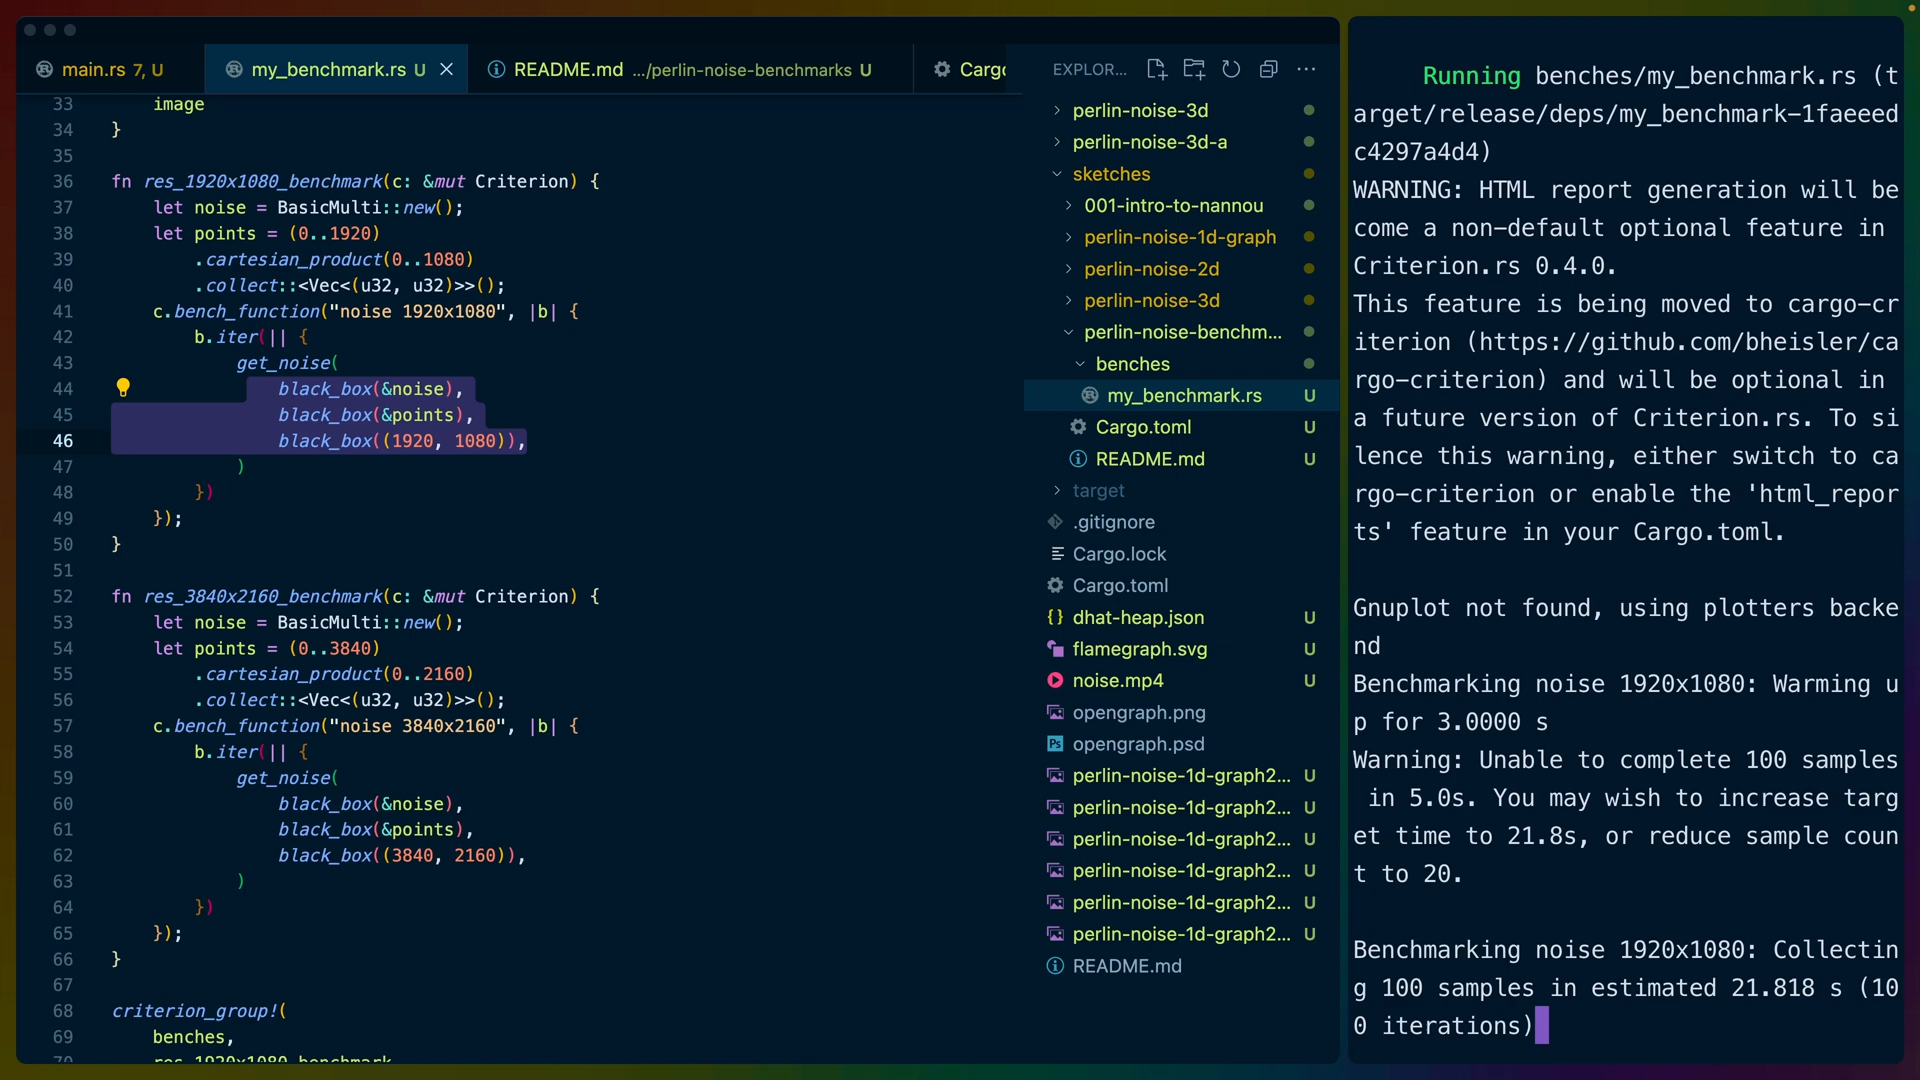 main.rs 7, U
my_benchmark.rs U
README.md .../perlin-noise-benchmarks U
33 image
34 }
35
36 fn res_1920x1080_benchmark(c: &mut Criterion) {
37 let noise = BasicMulti::new();
38 let points = (0..1920)
39 .cartesian_product(0..1080)
40 .collect::<Vec<(u32, u32)>>();
41 c.bench_function("noise 1920x1080", |b| {
42 b.iter(|| {
43 get_noise(
44 black_box(&noise),
45 black_box(&points),
46 black_box((1920, 1080)),
47 )
48 })
49 });
50 }
51
52 fn res_3840x2160_benchmark(c: &mut Criterion) {
53 let noise = BasicMulti::new();
54 let points = (0..3840)
55 .cartesian_product(0..2160)
56 .collect::<Vec<(u32, u32)>>();
57 c.bench_function("noise 3840x2160", |b| {
58 b.iter(|| {
59 get_noise(
60 black_box(&noise),
61 black_box(&points),
62 black_box((3840, 2160)),
63 )
64 })
65 });
66 }
67
68 criterion_group!(
69 benches,
70 res_1920x1080_benchmark
EXPLOR...
perlin-noise-3d
perlin-noise-3d-a
sketches
001-intro-to-nannou
perlin-noise-1d-graph
perlin-noise-2d
perlin-noise-3d
perlin-noise-benchm...
benches
my_benchmark.rs U
Cargo.toml U
README.md U
target
.gitignore
Cargo.lock
Cargo.toml
dhat-heap.json U
flamegraph.svg U
noise.mp4 U
opengraph.png
Ps opengraph.psd
perlin-noise-1d-graph2... U
perlin-noise-1d-graph2... U
perlin-noise-1d-graph2... U
perlin-noise-1d-graph2... U
perlin-noise-1d-graph2... U
perlin-noise-1d-graph2... U
README.md
Running benches/my_benchmark.rs (t
arget/release/deps/my_benchmark-1faeeed
c4297a4d4)
WARNING: HTML report generation will be
come a non-default optional feature in
Criterion.rs 0.4.0.
This feature is being moved to cargo-cr
iterion (https://github.com/bheisler/ca
rgo-criterion) and will be optional in
a future version of Criterion.rs. To si
lence this warning, either switch to ca
rgo-criterion or enable the 'html_repor
ts' feature in your Cargo.toml.
Gnuplot not found, using plotters backe
nd
Benchmarking noise 1920x1080: Warming u
p for 3.0000 s
Warning: Unable to complete 100 samples
in 5.0s. You may wish to increase targ
et time to 21.8s, or reduce sample coun
t to 20.
Benchmarking noise 1920x1080: Collectin
g 100 samples in estimated 21.818 s (10
0 iterations)